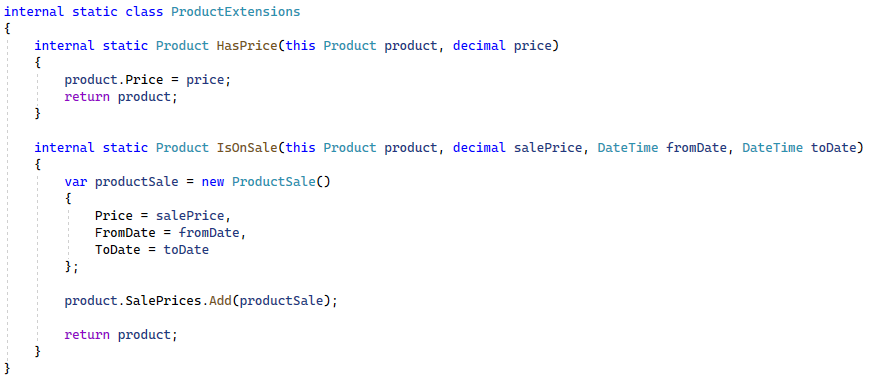 internal static class ProductExtensions
{
    internal static Product HasPrice(this Product product, decimal price)
    {
        product.Price = price;
        return product;
    }

    internal static Product IsOnSale(this Product product, decimal salePrice, DateTime fromDate, DateTime toDate)
    {
        var productSale = new ProductSale()
        {
            Price = salePrice,
            FromDate = fromDate,
            ToDate = toDate
        };

        product.SalePrices.Add(productSale);

        return product;
    }
}